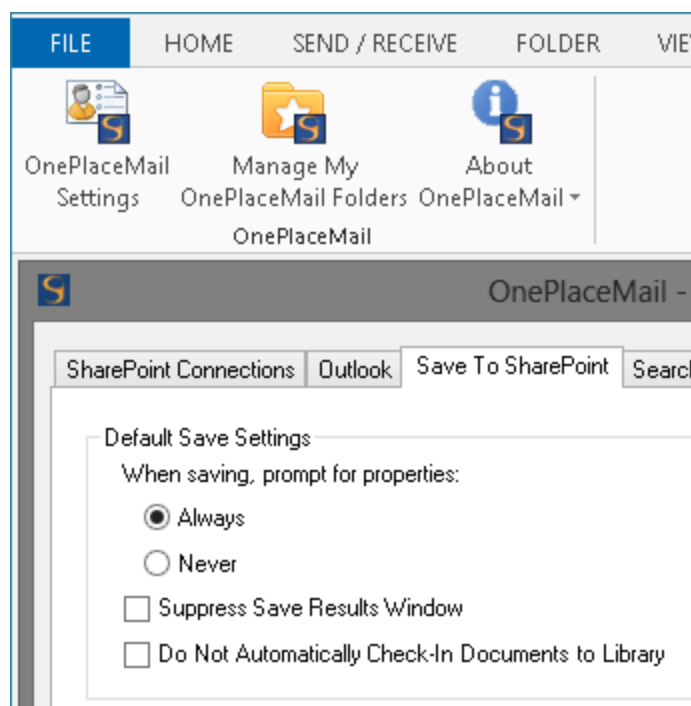 FILE HOME SEND / RECEIVE FOLDER
OnePlaceMail Manage My About
Settings OnePlaceMail Folders OnePlaceMail
OnePlaceMail
OnePlaceMail -
SharePoint Connections Outlook Save To SharePoint
Default Save Settings
When saving, prompt for properties:
Always
Never
Suppress Save Results Window
Do Not Automatically Check-In Documents to Library